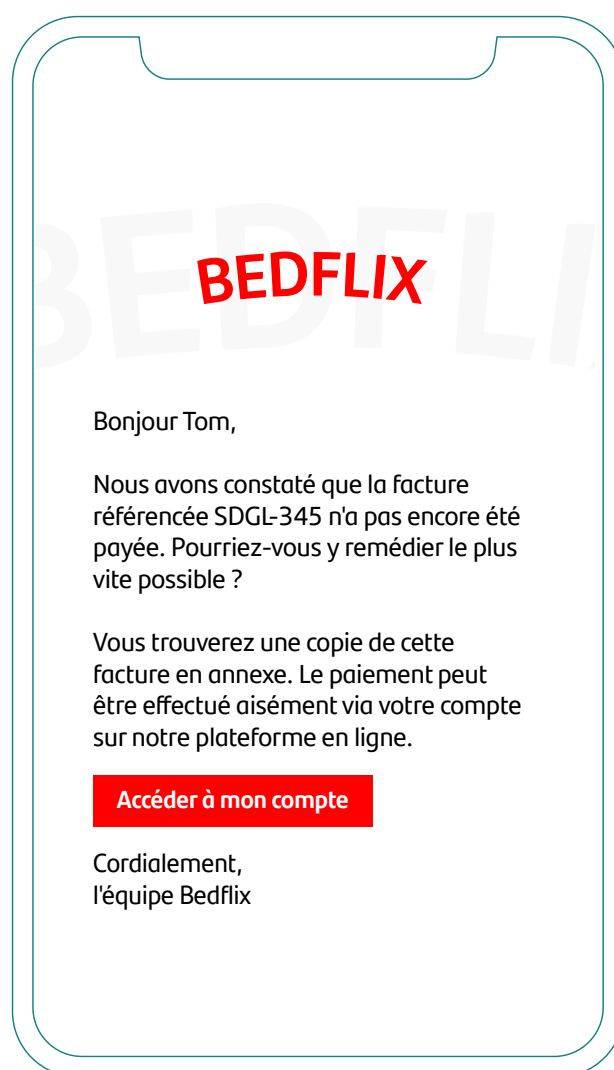 BEDFLIX
BEDFLI
Bonjour Tom,
Nous avons constaté que la facture
référencée SDGL-345 n'a pas encore été
payée. Pourriez-vous y remédier le plus
vite possible ?
Vous trouverez une copie de cette
facture en annexe. Le paiement peut
être effectué aisément via votre compte
sur notre plateforme en ligne.
Accéder à mon compte
Cordialement,
l'équipe Bedflix